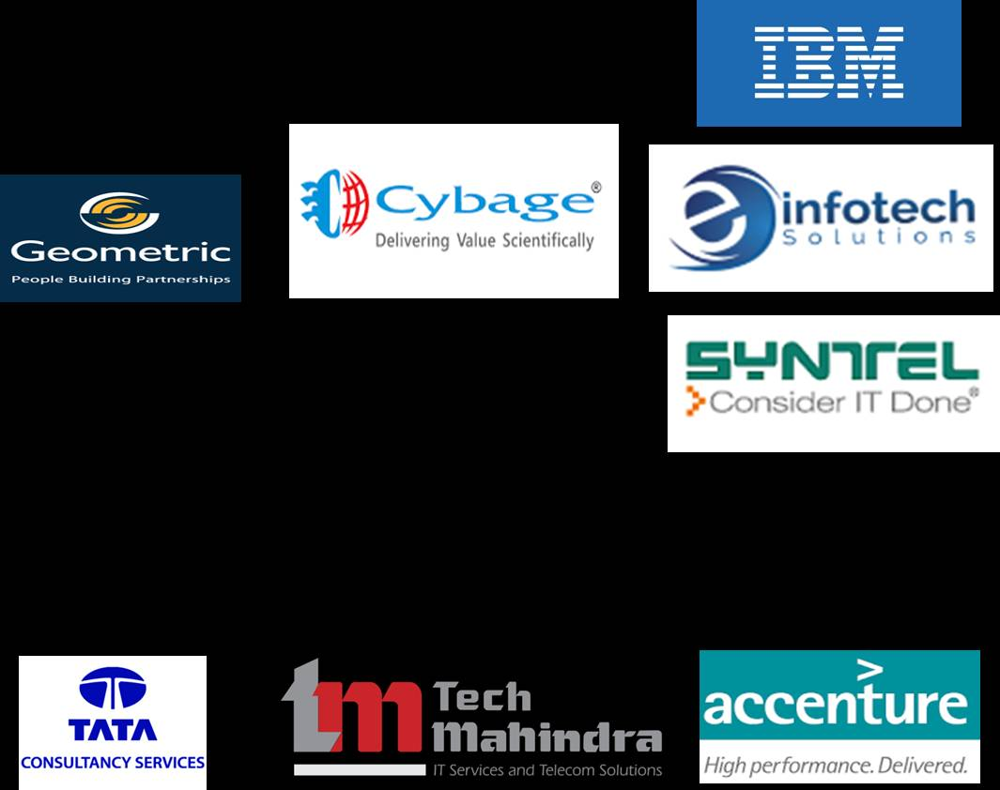 IBM
Cybage®
Delivering Value Scientifically
e infotech
Solutions
Geometric
People Building Partnerships
SYNTEL
Consider IT Done®
TATA
CONSULTANCY SERVICES
tm Tech
Mahindra
IT Services and Telecom Solutions
accenture
High performance. Delivered.